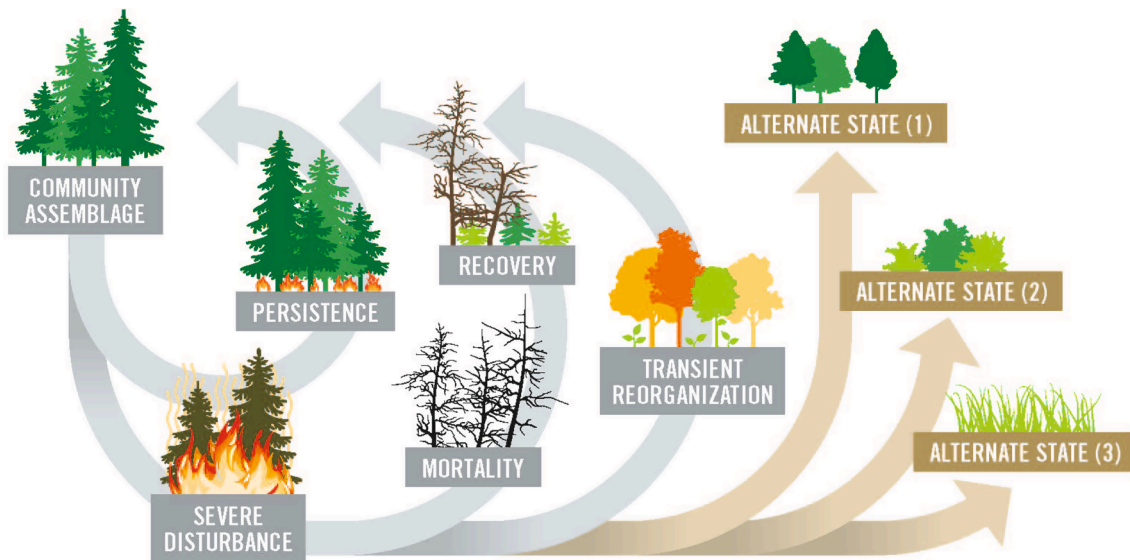 COMMUNITY
ASSEMBLAGE
PERSISTENCE
SEVERE
DISTURBANCE
RECOVERY
MORTALITY
TRANSIENT
REORGANIZATION
ALTERNATE STATE (1)
ALTERNATE STATE (2)
ALTERNATE STATE (3)